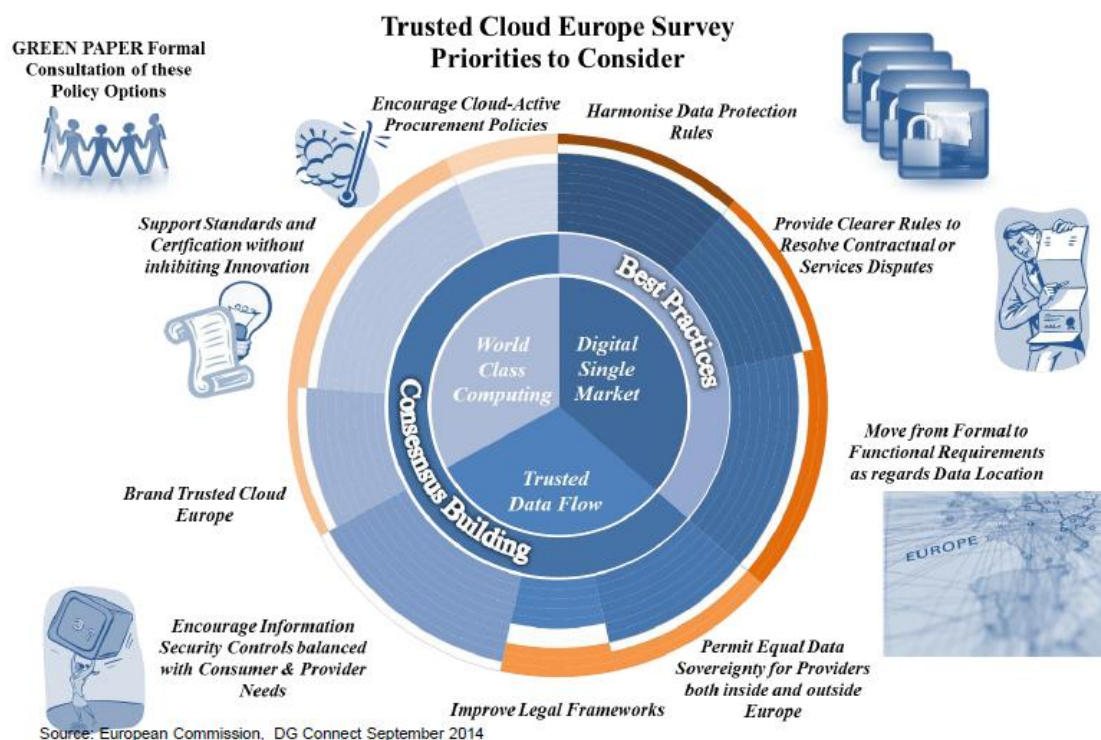 Trusted Cloud Europe Survey
Priorities to Consider
GREEN PAPER Formal
Consultation of these
Policy Options
Encourage Cloud-Active
Procurement Policies
Harmonise Data Protection
Rules
Support Standards and
Certfication without
inhibiting Innovation
Provide Clearer Rules to
Resolve Contractual or
Services Disputes
Best Practices
World
Class
Computing
Digital
Single
Market
Consesnsus Building
Trusted
Data Flow
Move from Formal to
Functional Requirements
as regards Data Location
EUROPE
Brand Trusted Cloud
Europe
Encourage Information
Security Controls balanced
with Consumer & Provider
Needs
Permit Equal Data
Sovereignty for Providers
both inside and outside
Europe
Improve Legal Frameworks
Source: European Commission, DG Connect September 2014